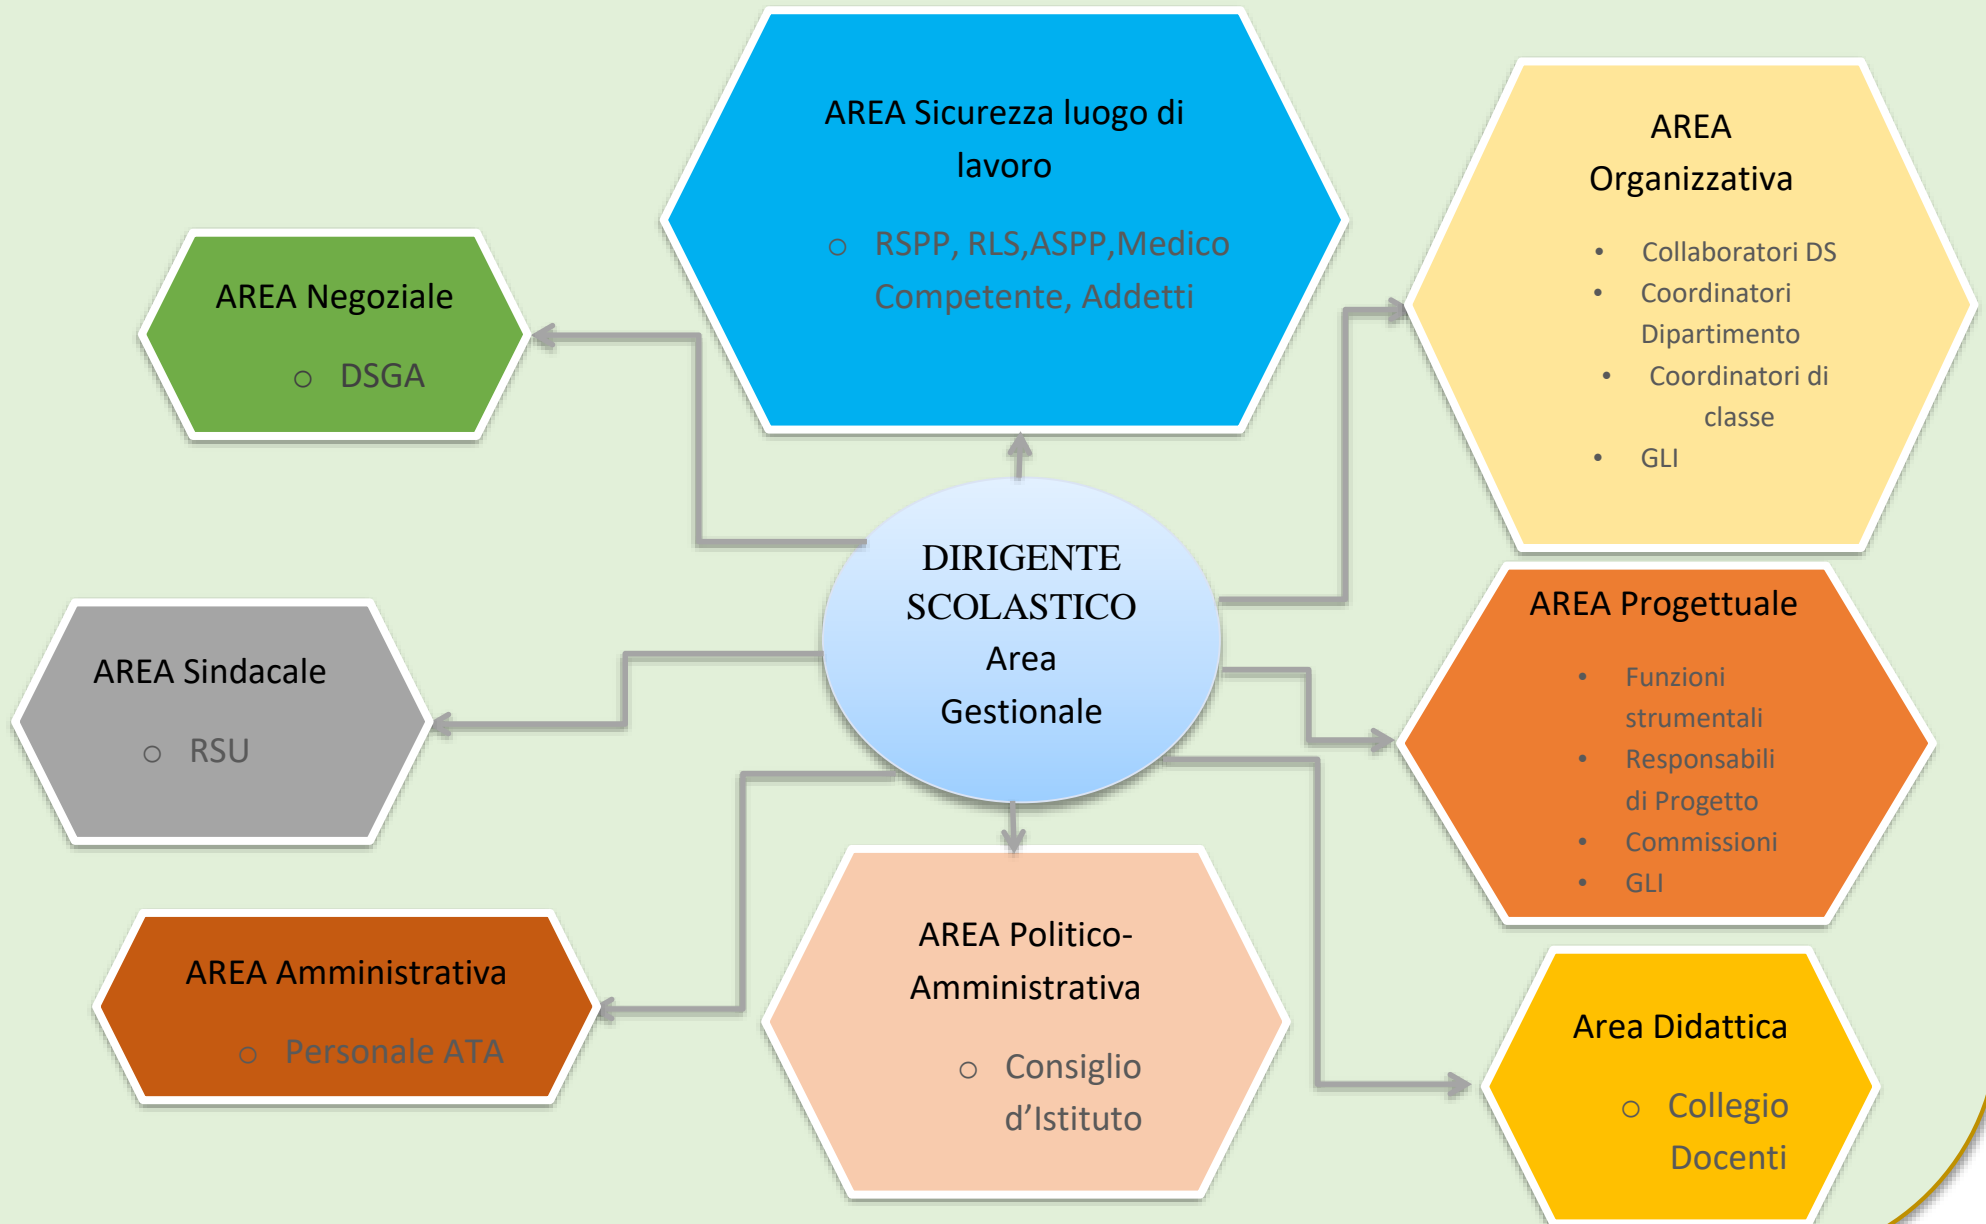 AREA Sicurezza luogo di
lavoro
o RSPP, RLS,ASPP,Medico
Competente, Addetti
AREA
Organizzativa
• Collaboratori DS
• Coordinatori
Dipartimento
• Coordinatori di
classe
• GLI
AREA Negoziale
o DSGA
DIRIGENTE
SCOLASTICO
Area
Gestionale
AREA Progettuale
• Funzioni
strumentali
• Responsabili
di Progetto
• Commissioni
• GLI
AREA Sindacale
o RSU
AREA Amministrativa
o Personale ATA
AREA Politico-
Amministrativa
o Consiglio
d’Istituto
Area Didattica
o Collegio
Docenti